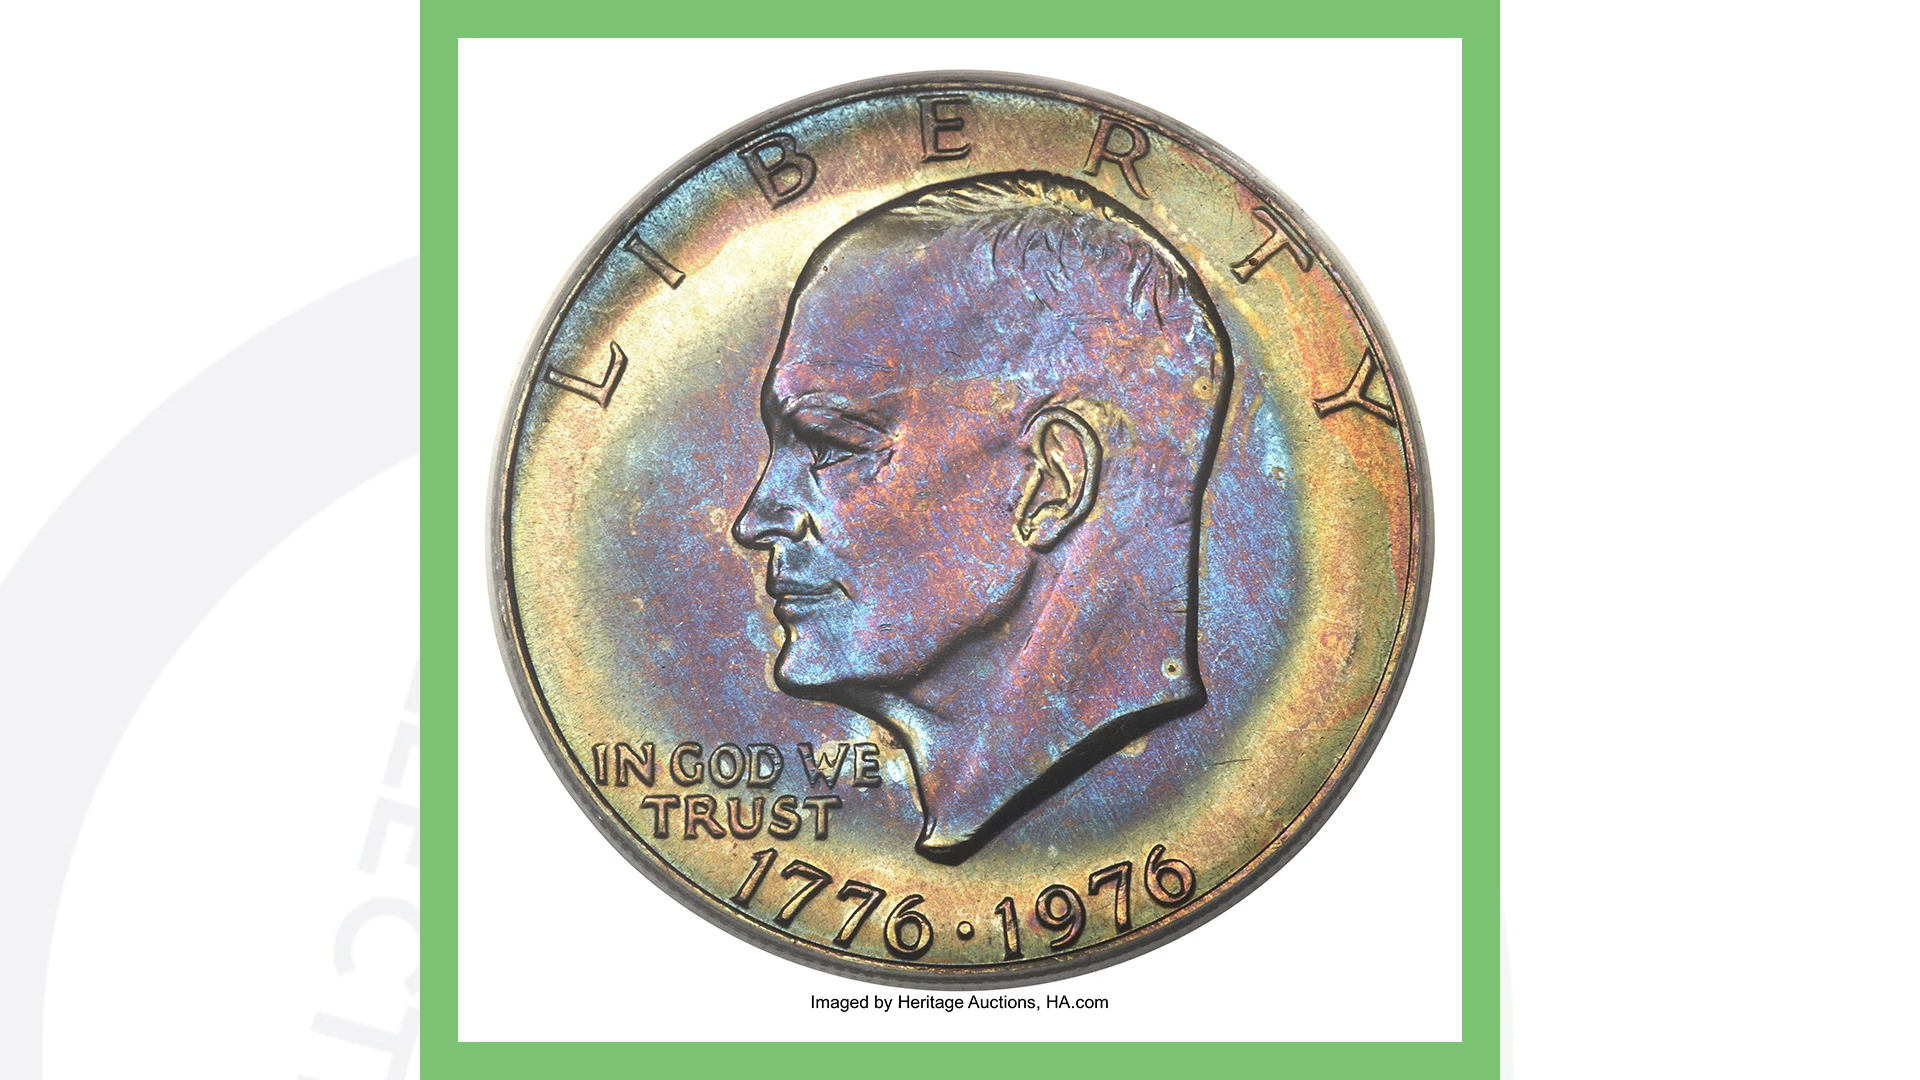 LIBERTY
IN GOD WE
TRUST
1776·1976
Imaged by Heritage Auctions, HA.com